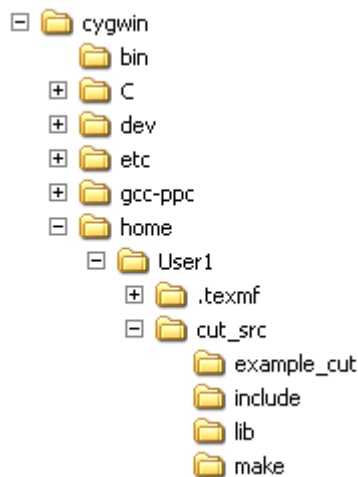 cygwin
bin
C
dev
etc
gcc-ppc
home
User1
.texmf
cut_src
example_cut
include
lib
make